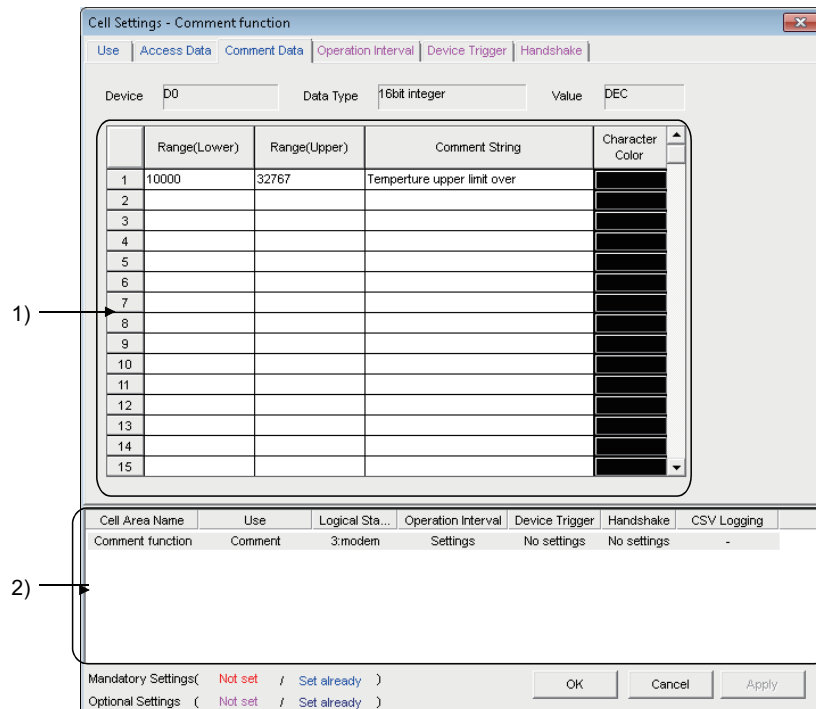 Cell Settings - Comment function
Use Access Data Comment Data Operation Interval Device Trigger Handshake
Device D0 Data Type 16bit integer Value DEC
Range(Lower) Range(Upper) Comment String Character Color
1 10000 32767 Temperture upper limit over
2
3
4
5
6
1) 7
8
9
10
11
12
13
14
15
Cell Area Name Use Logical Sta... Operation Interval Device Trigger Handshake CSV Logging
Comment function Comment 3:modem Settings No settings No settings -
2)
Mandatory Settings( Not set / Set already ) OK Cancel Apply
Optional Settings ( Not set / Set already )